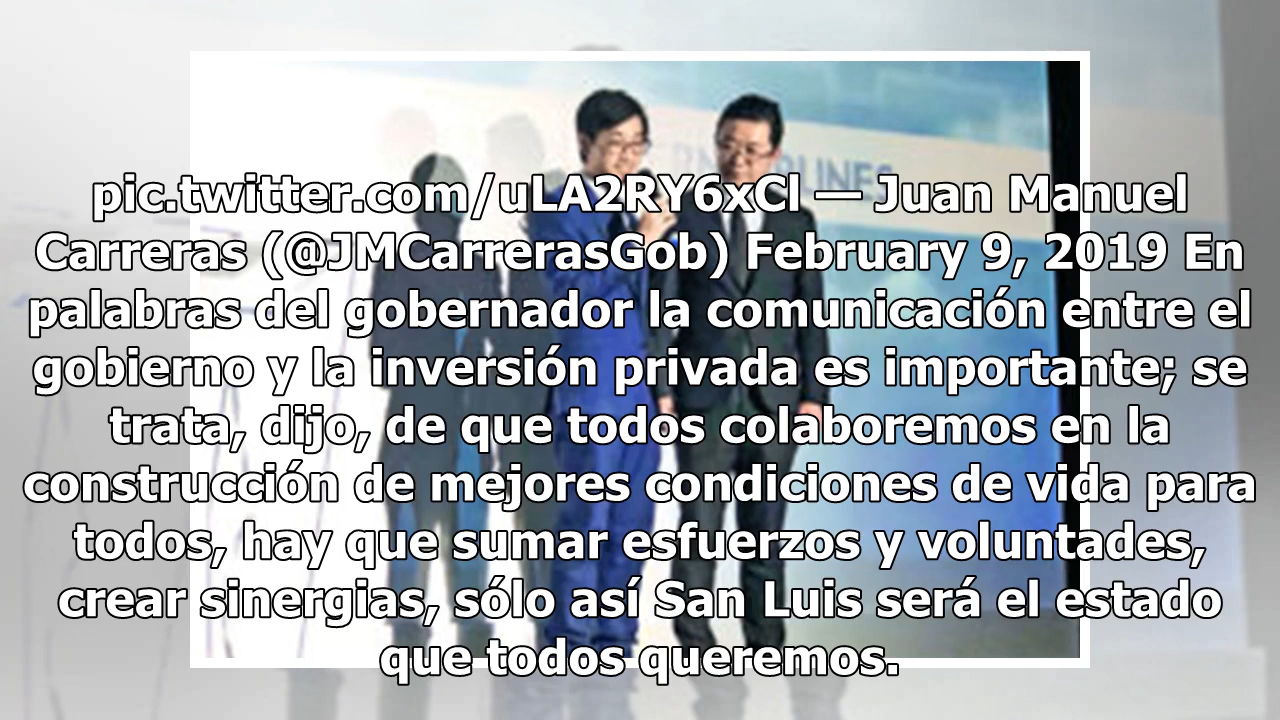 pic.twitter.com/uLA2RY6xCl — Juan Manuel
Carreras (@JMCarrerasGob) February 9, 2019 En
palabras del gobernador la comunicación entre el
gobierno y la inversión privada es importante; se
trata, dijo, de que todos colaboremos en la
construcción de mejores condiciones de vida para
todos, hay que sumar esfuerzos y voluntades,
crear sinergias, sólo así San Luis será el estado
que todos queremos.